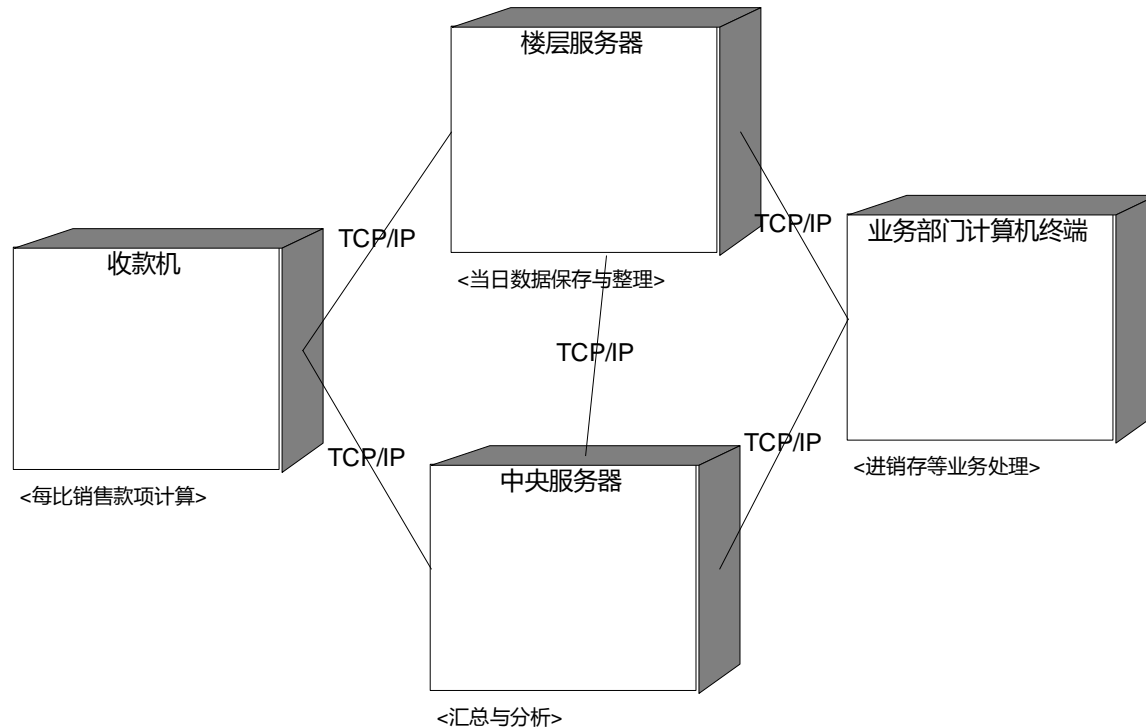 楼层服务器
TCP/IP
TCP/IP
业务部门计算机终端
收款机
<当日数据保存与整理>
TCP/IP
TCP/IP
TCP/IP
中央服务器
<进销存等业务处理>
<每比销售款项计算>
<汇总与分析>